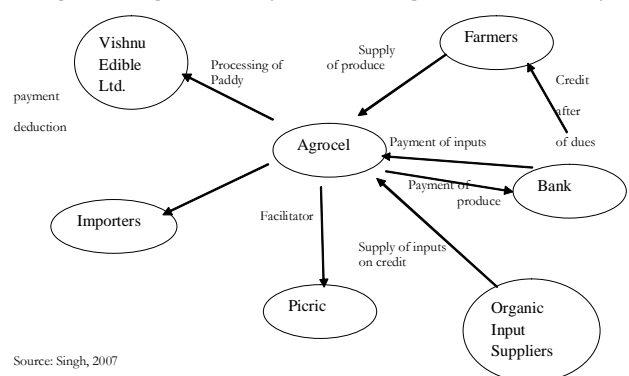 Vishnu
Edible
Ltd.
Processing of
Paddy
Supply
of produce
Farmers
Credit
after
of dues
payment
deduction
Agrocel
Payment of inputs
Payment of
produce
Bank
Importers
Facilitator
Supply of inputs
on credit
Picric
Organic
Input
Suppliers
Source: Singh, 2007